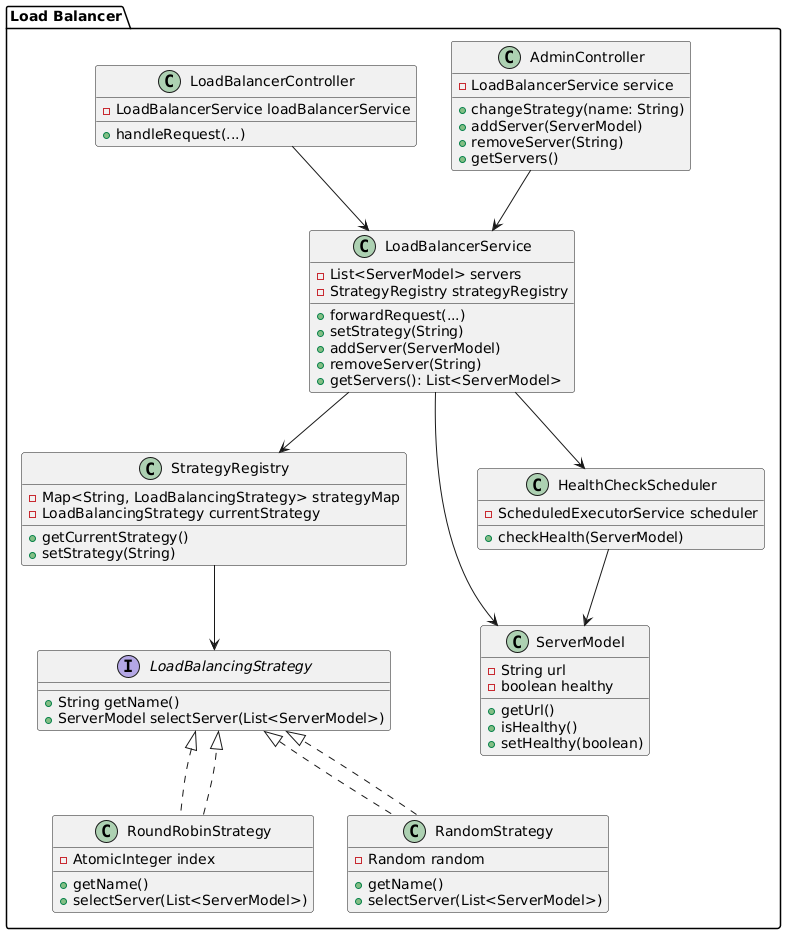 Load Balancer
C LoadBalancerController
LoadBalancerService loadBalancerService
handleRequest(...)
C AdminController
LoadBalancerService service
changeStrategy(name: String)
addServer(ServerModel)
removeServer(String)
getServers()
C LoadBalancerService
List<ServerModel> servers
StrategyRegistry strategyRegistry
forwardRequest(...)
setStrategy(String)
addServer(ServerModel)
removeServer(String)
getServers(): List<ServerModel>
C StrategyRegistry
Map<String, LoadBalancingStrategy> strategyMap
LoadBalancingStrategy currentStrategy
getCurrentStrategy()
setStrategy(String)
C HealthCheckScheduler
ScheduledExecutorService scheduler
checkHealth(ServerModel)
I LoadBalancingStrategy
String getName()
ServerModel selectServer(List<ServerModel>)
C ServerModel
String url
boolean healthy
getUrl()
isHealthy()
setHealthy(boolean)
C RoundRobinStrategy
AtomicInteger index
getName()
selectServer(List<ServerModel>)
C RandomStrategy
Random random
getName()
selectServer(List<ServerModel>)